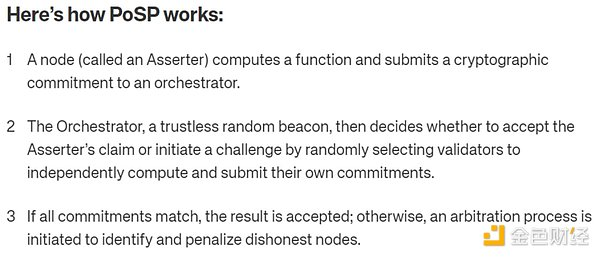 Here's how PoSP works:
1 A node (called an Asserter) computes a function and submits a cryptographic
commitment to an orchestrator.
2 The Orchestrator, a trustless random beacon, then decides whether to accept the
Asserter's claim or initiate a challenge by randomly selecting validators to
independently compute and submit their own commitments.
3 If all commitments match, the result is accepted; otherwise, an arbitration process is
initiated to identify and penalize dishonest nodes.
金色财经